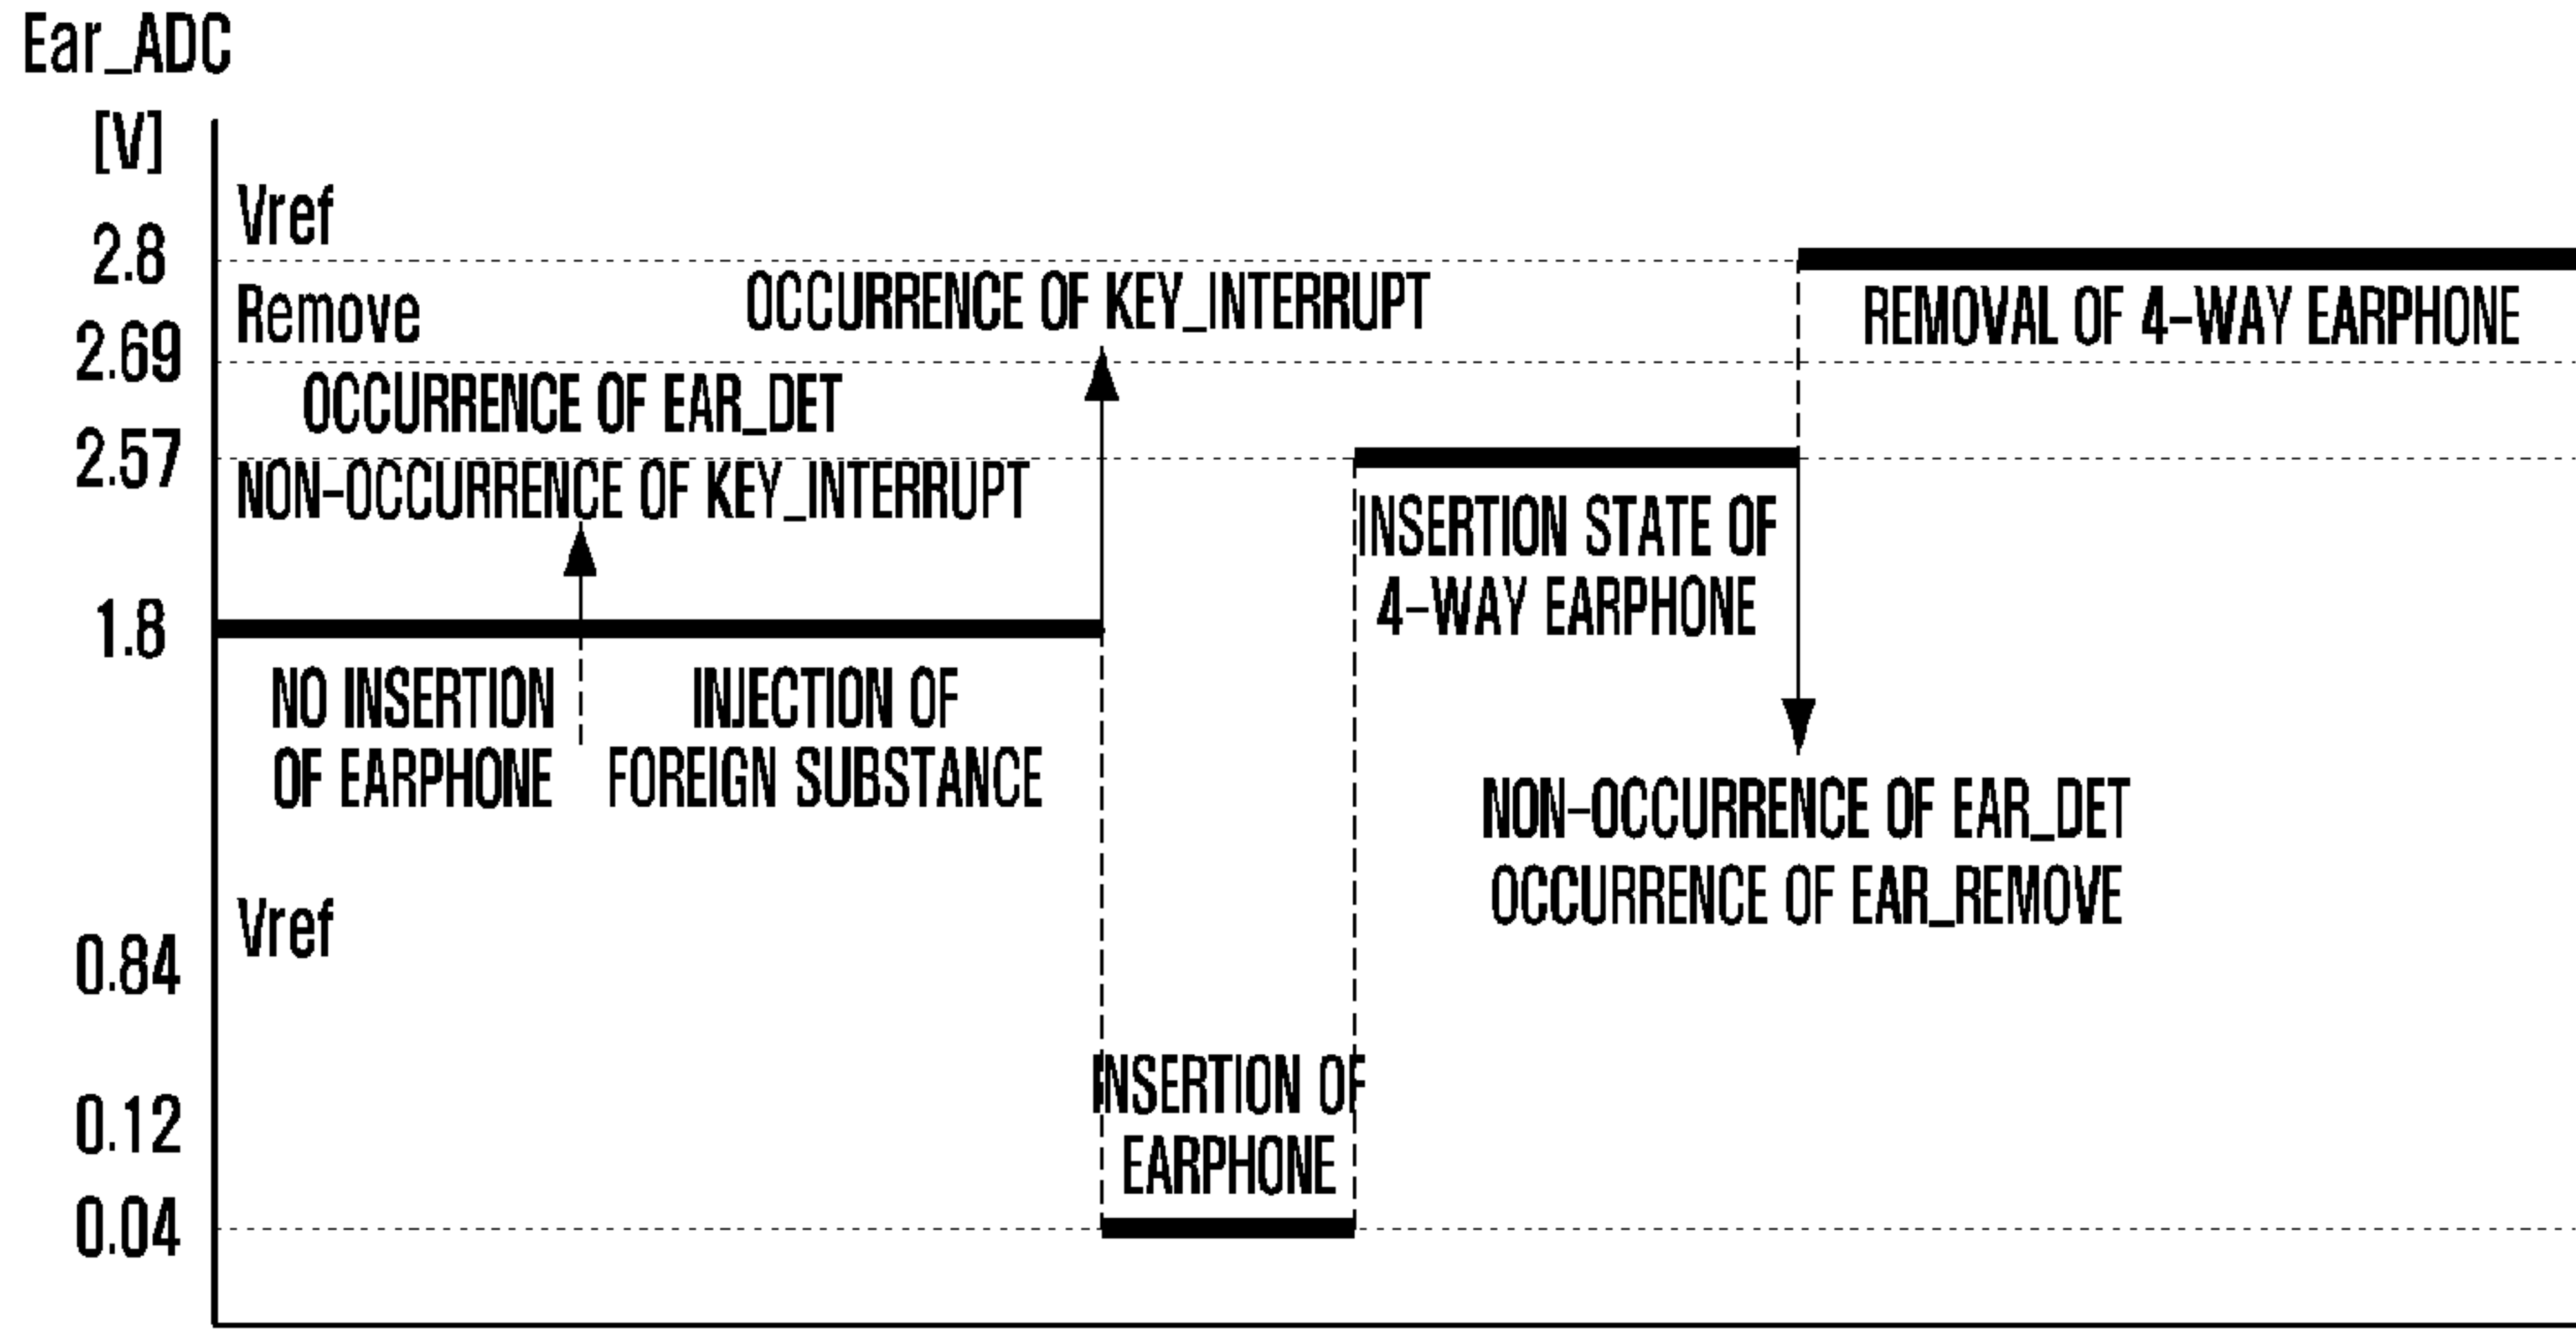 Ear_ADC
[V]
Vref
2.8
Remove
OCCURRENCE OF KEY_INTERRUPT
REMOVAL OF 4-WAY EARPHONE
2.69
OCCURRENCE OF EAR_DET
2.57
NON-OCCURRENCE OF KEY_INTERRUPT
INSERTION STATE OF
4-WAY EARPHONE
1.8
NO INSERTION
OF EARPHONE
INJECTION OF
FOREIGN SUBSTANCE
NON-OCCURRENCE OF EAR_DET
OCCURRENCE OF EAR_REMOVE
Vref
0.84
INSERTION OF
EARPHONE
0.12
0.04